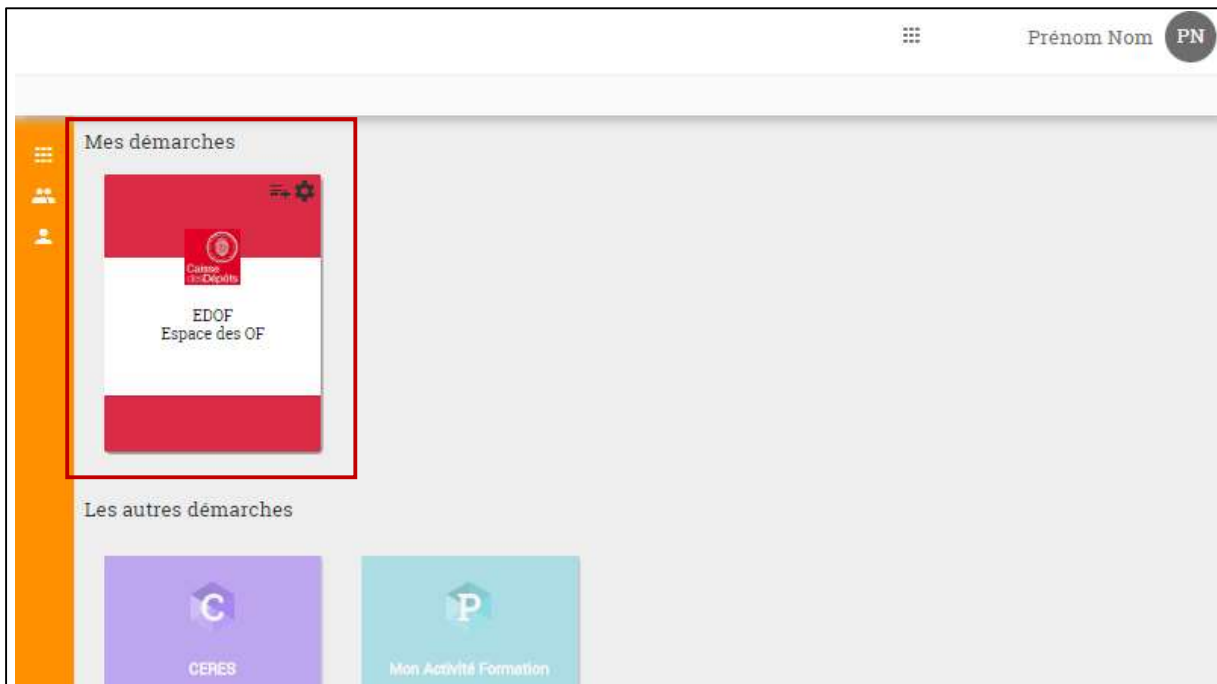 Prénom Nom PN
Mes démarches
Caisse
desDépôts
EDOF
Espace des OF
Les autres démarches
C
P
CERES
Mon Activité Formation